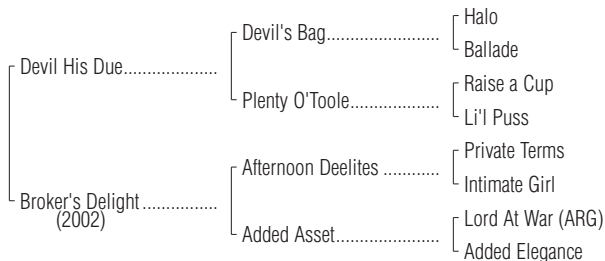 Halo
Devil's Bag..........................
Ballade
Devil His Due.....................
Raise a Cup
Plenty O'Toole.....................
Li'l Puss
Private Terms
Afternoon Deelites .............
Intimate Girl
Broker's Delight .................
(2002)
Lord At War (ARG)
Added Asset........................
Added Elegance